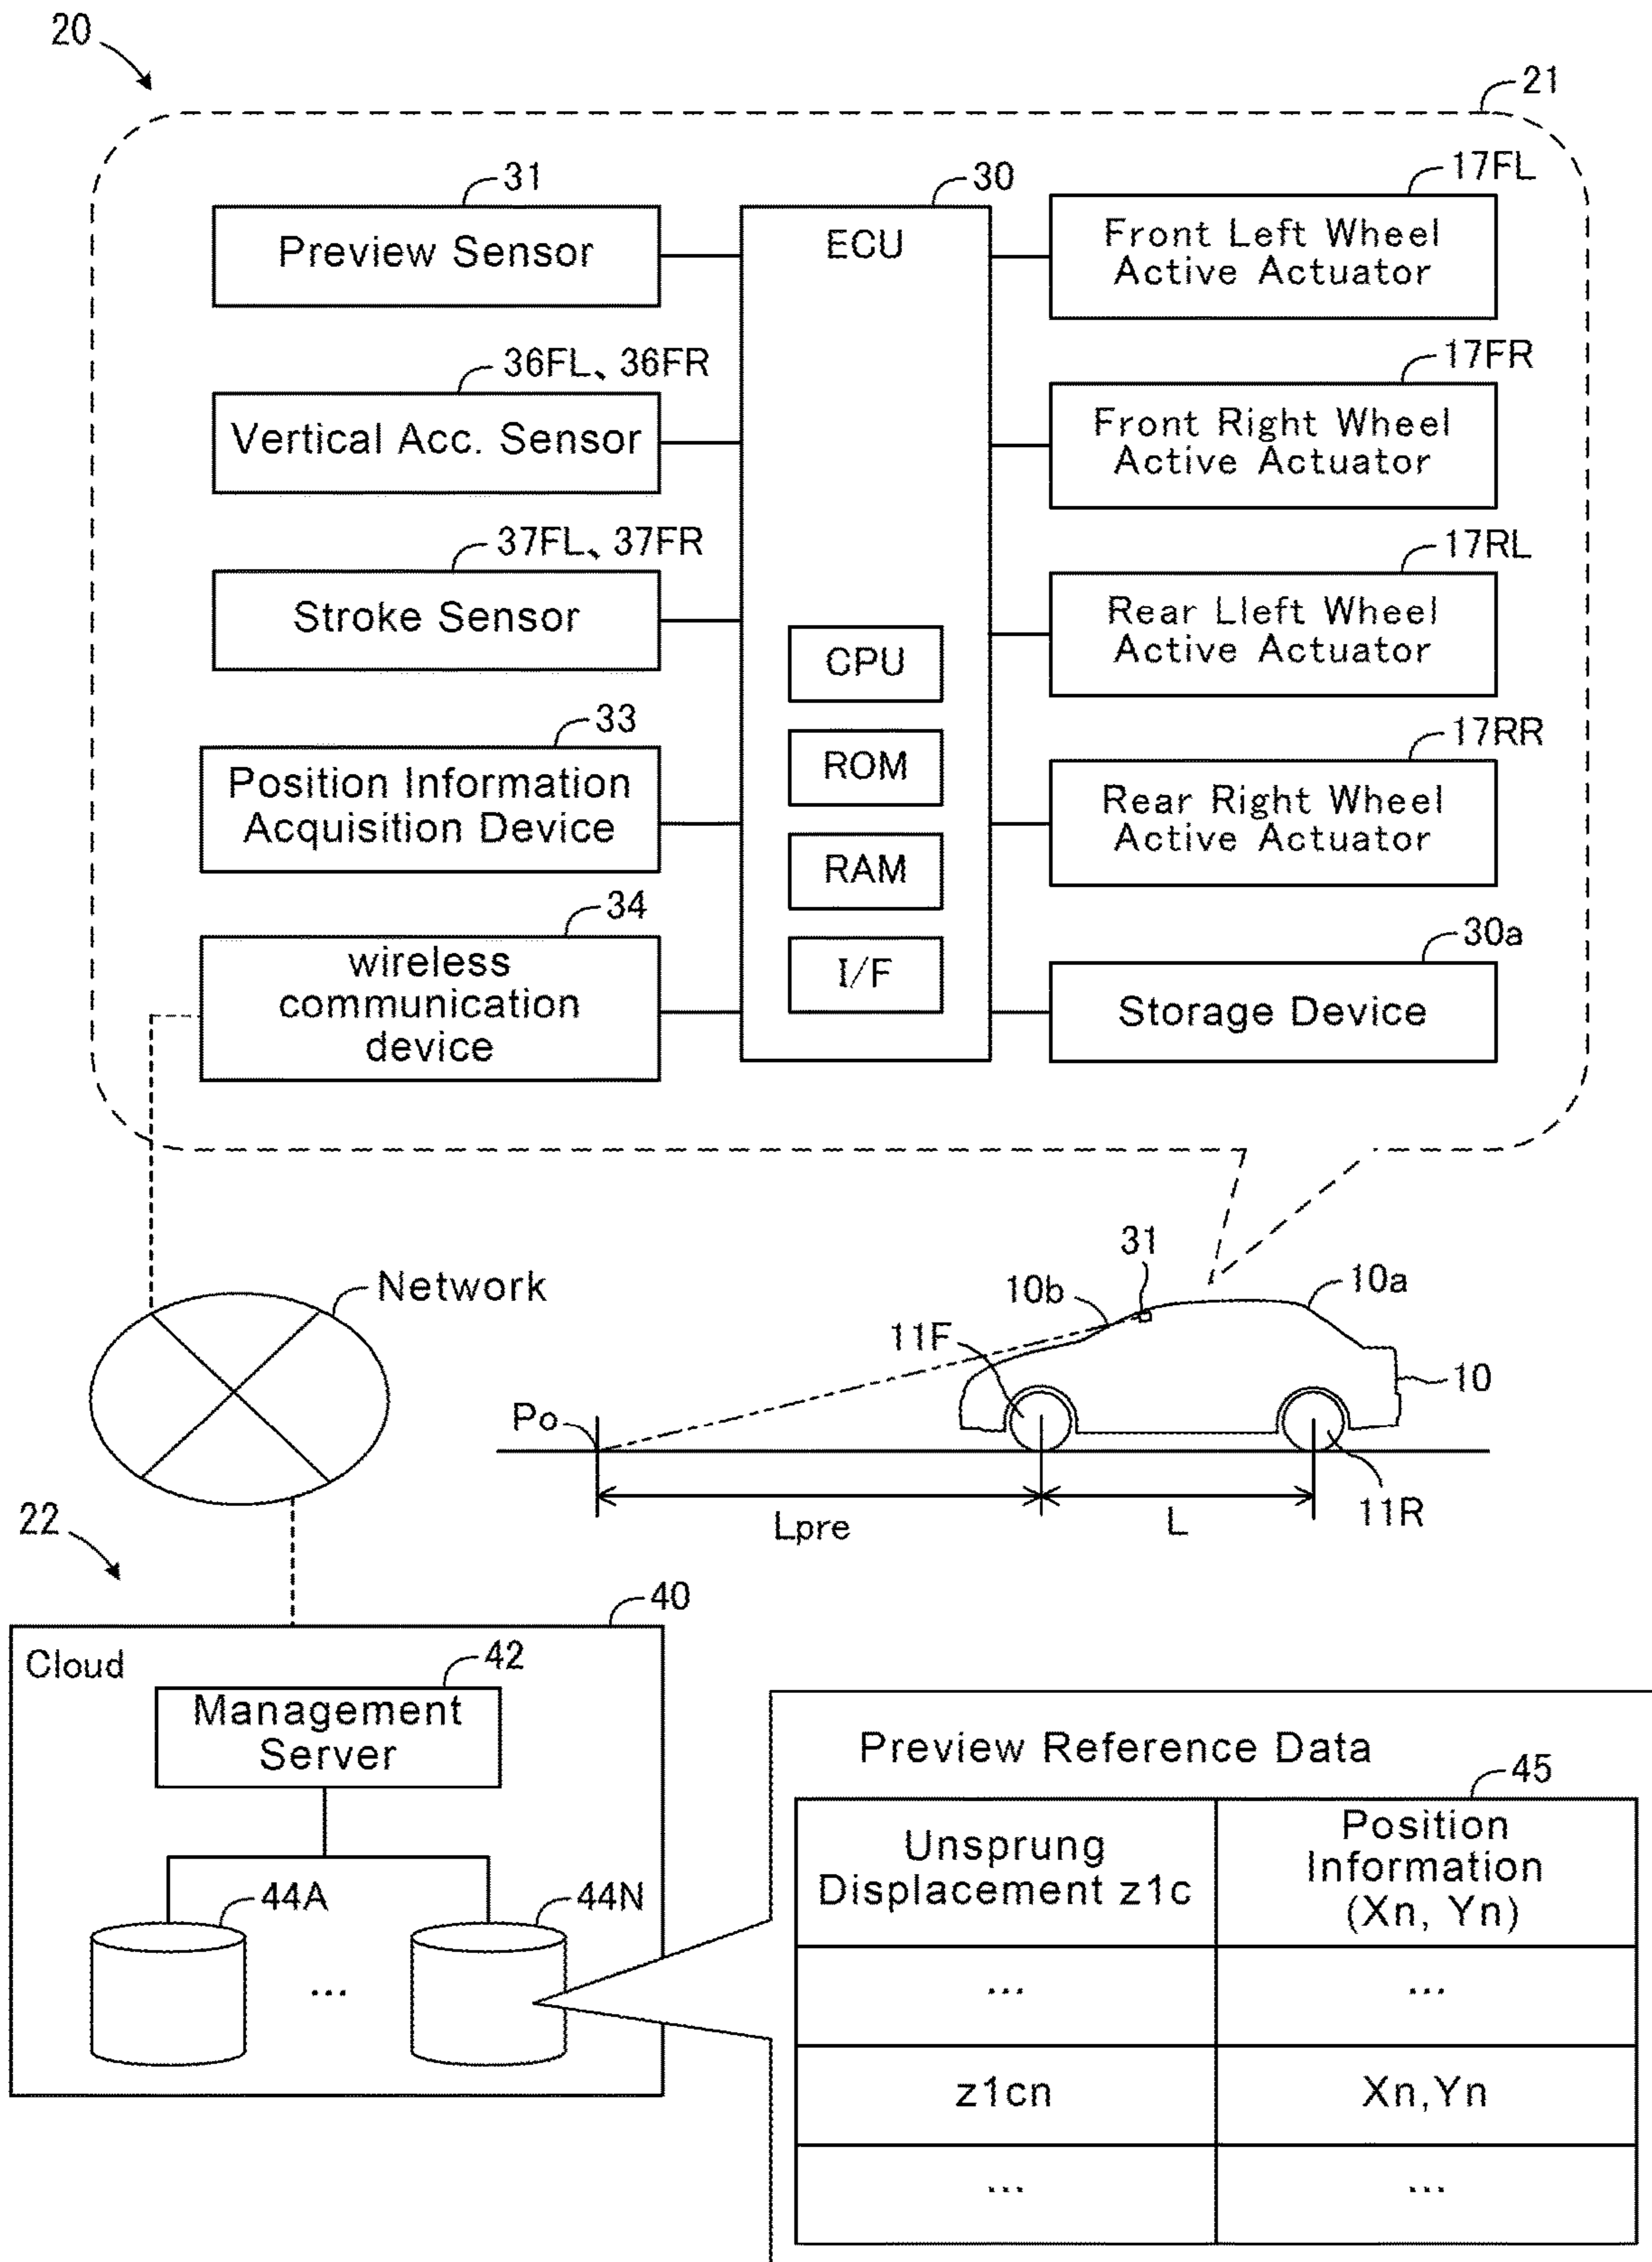 20
21
31
Preview Sensor
36FL、36FR
Vertical Acc. Sensor
37FL、37FR
Stroke Sensor
33
Position Information
Acquisition Device
34
wireless
communication
device
30
ECU
CPU
ROM
RAM
I/F
17FL
Front Left Wheel
Active Actuator
17FR
Front Right Wheel
Active Actuator
17RL
Rear Lleft Wheel
Active Actuator
17RR
Rear Right Wheel
Active Actuator
30a
Storage Device
Network
31
10b
10a
11F
10
Po
11R
Lpre
L
22
40
Cloud
42
Management
Server
44A
44N
...
Preview Reference Data
45
Unsprung
Displacement z1c
Position
Information
(Xn, Yn)
...
...
z1cn
Xn,Yn
...
...